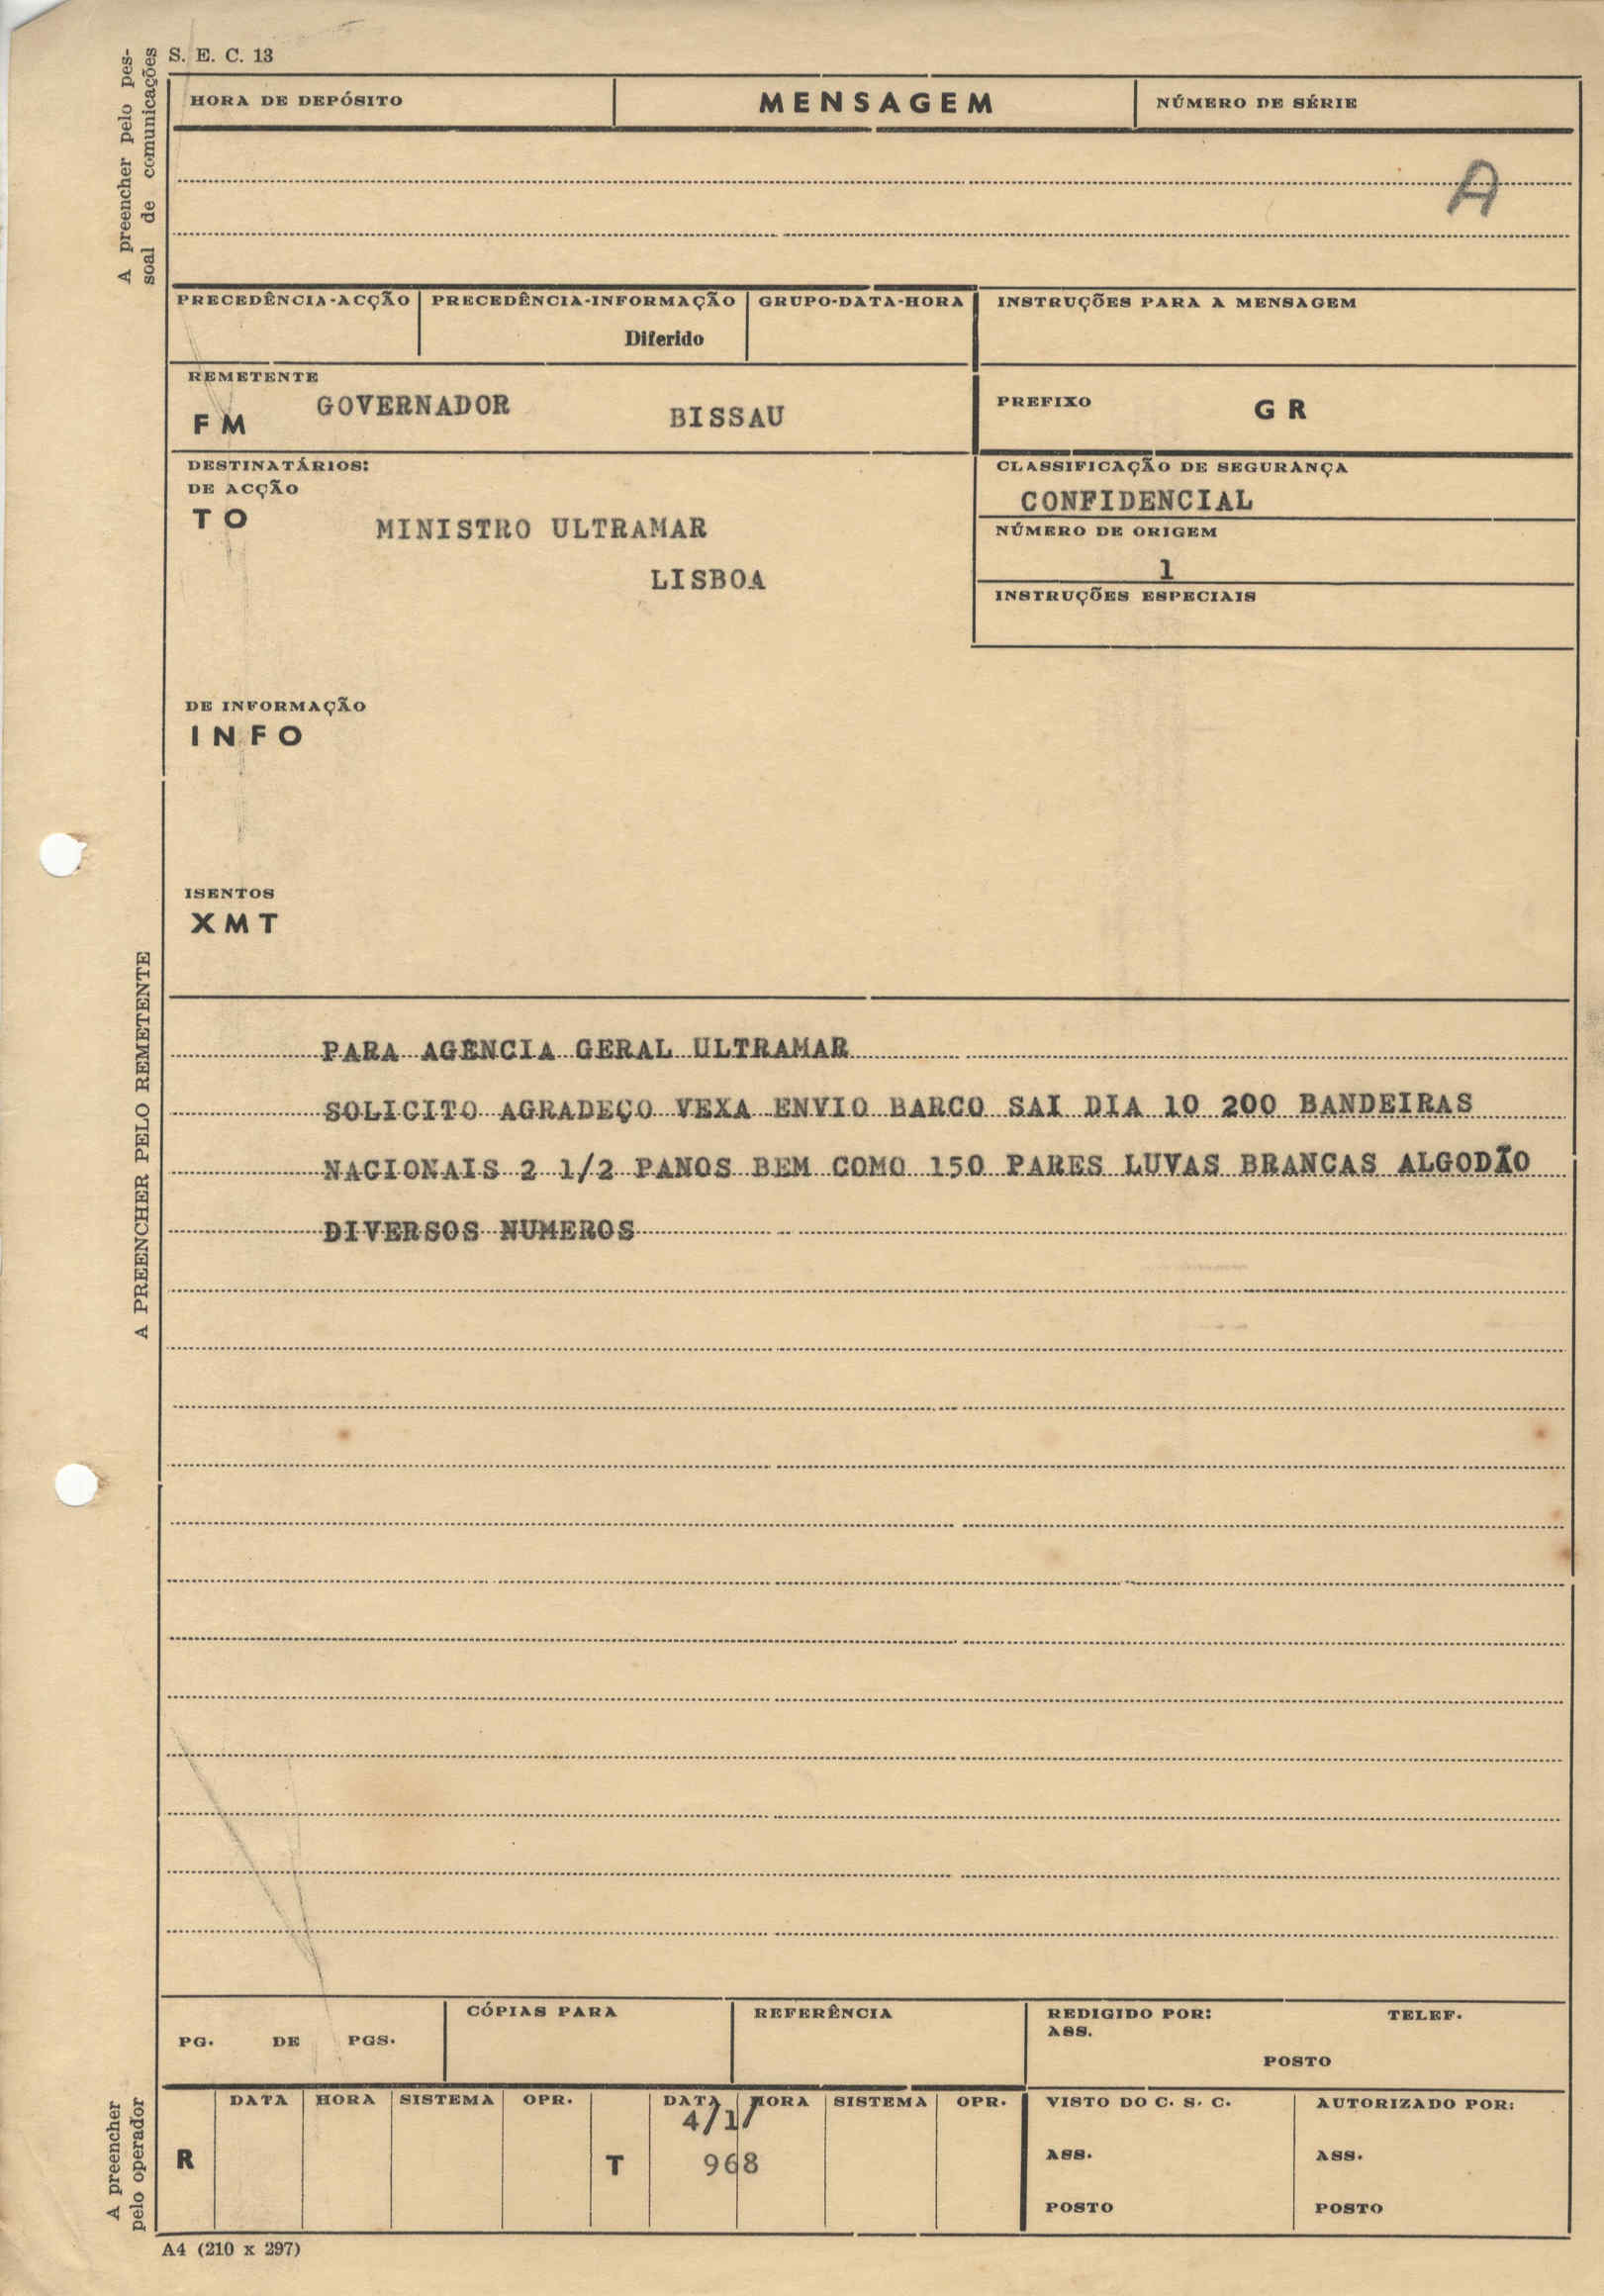 S. E. C. 13
A preencher pelo pes-
soal de comunicações
HORA DE DEPÓSITO
MENSAGEM
NÚMERO DE SÉRIE
A
PRECEDÊNCIA-ACÇÃO
PRECEDÊNCIA-INFORMAÇÃO
GRUPO-DATA-HORA
INSTRUÇÕES PARA A MENSAGEM
Diferido
REMETENTE
FM GOVERNADOR BISSAU
PREFIXO GR
DESTINATÁRIOS:
DE ACÇÃO
TO MINISTRO ULTRAMAR
LISBOA
CLASSIFICAÇÃO DE SEGURANÇA
CONFIDENCIAL
NÚMERO DE ORIGEM
1
INSTRUÇÕES ESPECIAIS
DE INFORMAÇÃO
INFO
ISENTOS
XMT
A PREENCHER PELO REMETENTE
PARA AGÊNCIA GERAL ULTRAMAR
SOLICITO AGRADEÇO VEXA ENVIO BARCO SAI DIA 10 200 BANDEIRAS
NACIONAIS 2 1/2 PANOS BEM COMO 150 PARES LUVAS BRANCAS ALGODÃO
DIVERSOS NUMEROS
PG. DE PGS.
CÓPIAS PARA
REFERÊNCIA
REDIGIDO POR: TELEF.
ASS.
POSTO
A preencher
pelo operador
R
DATA HORA SISTEMA OPR.
T
DATA HORA SISTEMA OPR.
4/1/
968
VISTO DO C. S. C.
ASS.
POSTO
AUTORIZADO POR:
ASS.
POSTO
A4 (210 x 297)